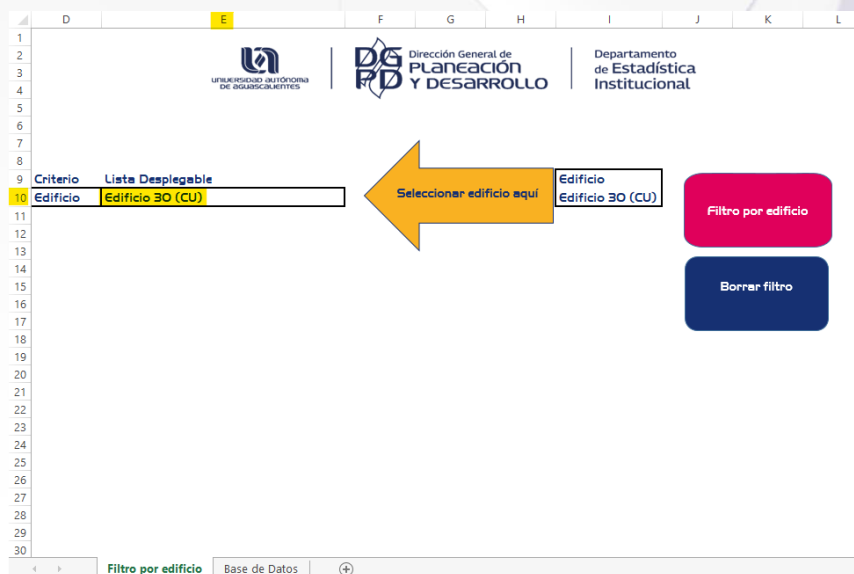 D E F G H I J K L
1
2 Dirección General de Departamento
3 DGPD PLANEACIÓN de Estadística
UNIVERSIDAD AUTÓNOMA
4 DE AGUASCALIENTES Y DESARROLLO Institucional
5
6
7
8
9 Criterio Lista Desplegable Edificio
10 Edificio Edificio 30 (CU) Seleccionar edificio aquí Edificio 30 (CU)
11 Filtro por edificio
12
13
14
15 Borrar filtro
16
17
18
19
20
21
22
23
24
25
26
27
28
29
30
Filtro por edificio Base de Datos